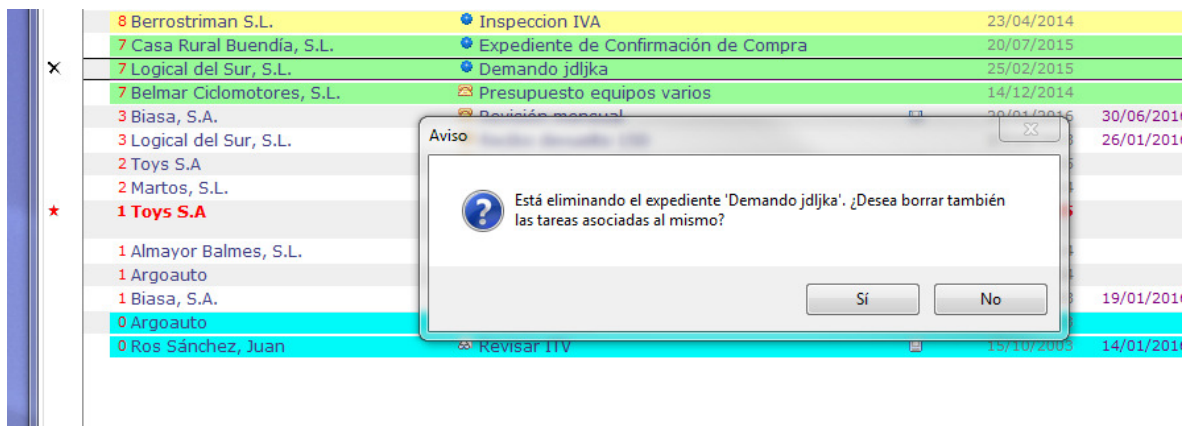 8 Berrostriman S.L. Inspeccion IVA 23/04/2014
7 Casa Rural Buendía, S.L. Expediente de Confirmación de Compra 20/07/2015
7 Logical del Sur, S.L. Demando jdljka 25/02/2015
7 Belmar Ciclomotores, S.L. Presupuesto equipos varios 14/12/2014
3 Biasa, S.A. Revisión mensual 20/01/2016 30/06/201
3 Logical del Sur, S.L. 26/01/201
2 Toys S.A
2 Martos, S.L.
1 Toys S.A
1 Almayor Balmes, S.L.
1 Argoauto
1 Biasa, S.A. 19/01/201
0 Argoauto
0 Ros Sánchez, Juan Revisar ITV 15/10/2003 14/01/201
Aviso
Está eliminando el expediente 'Demando jdljka'. ¿Desea borrar también
las tareas asociadas al mismo?
Sí No